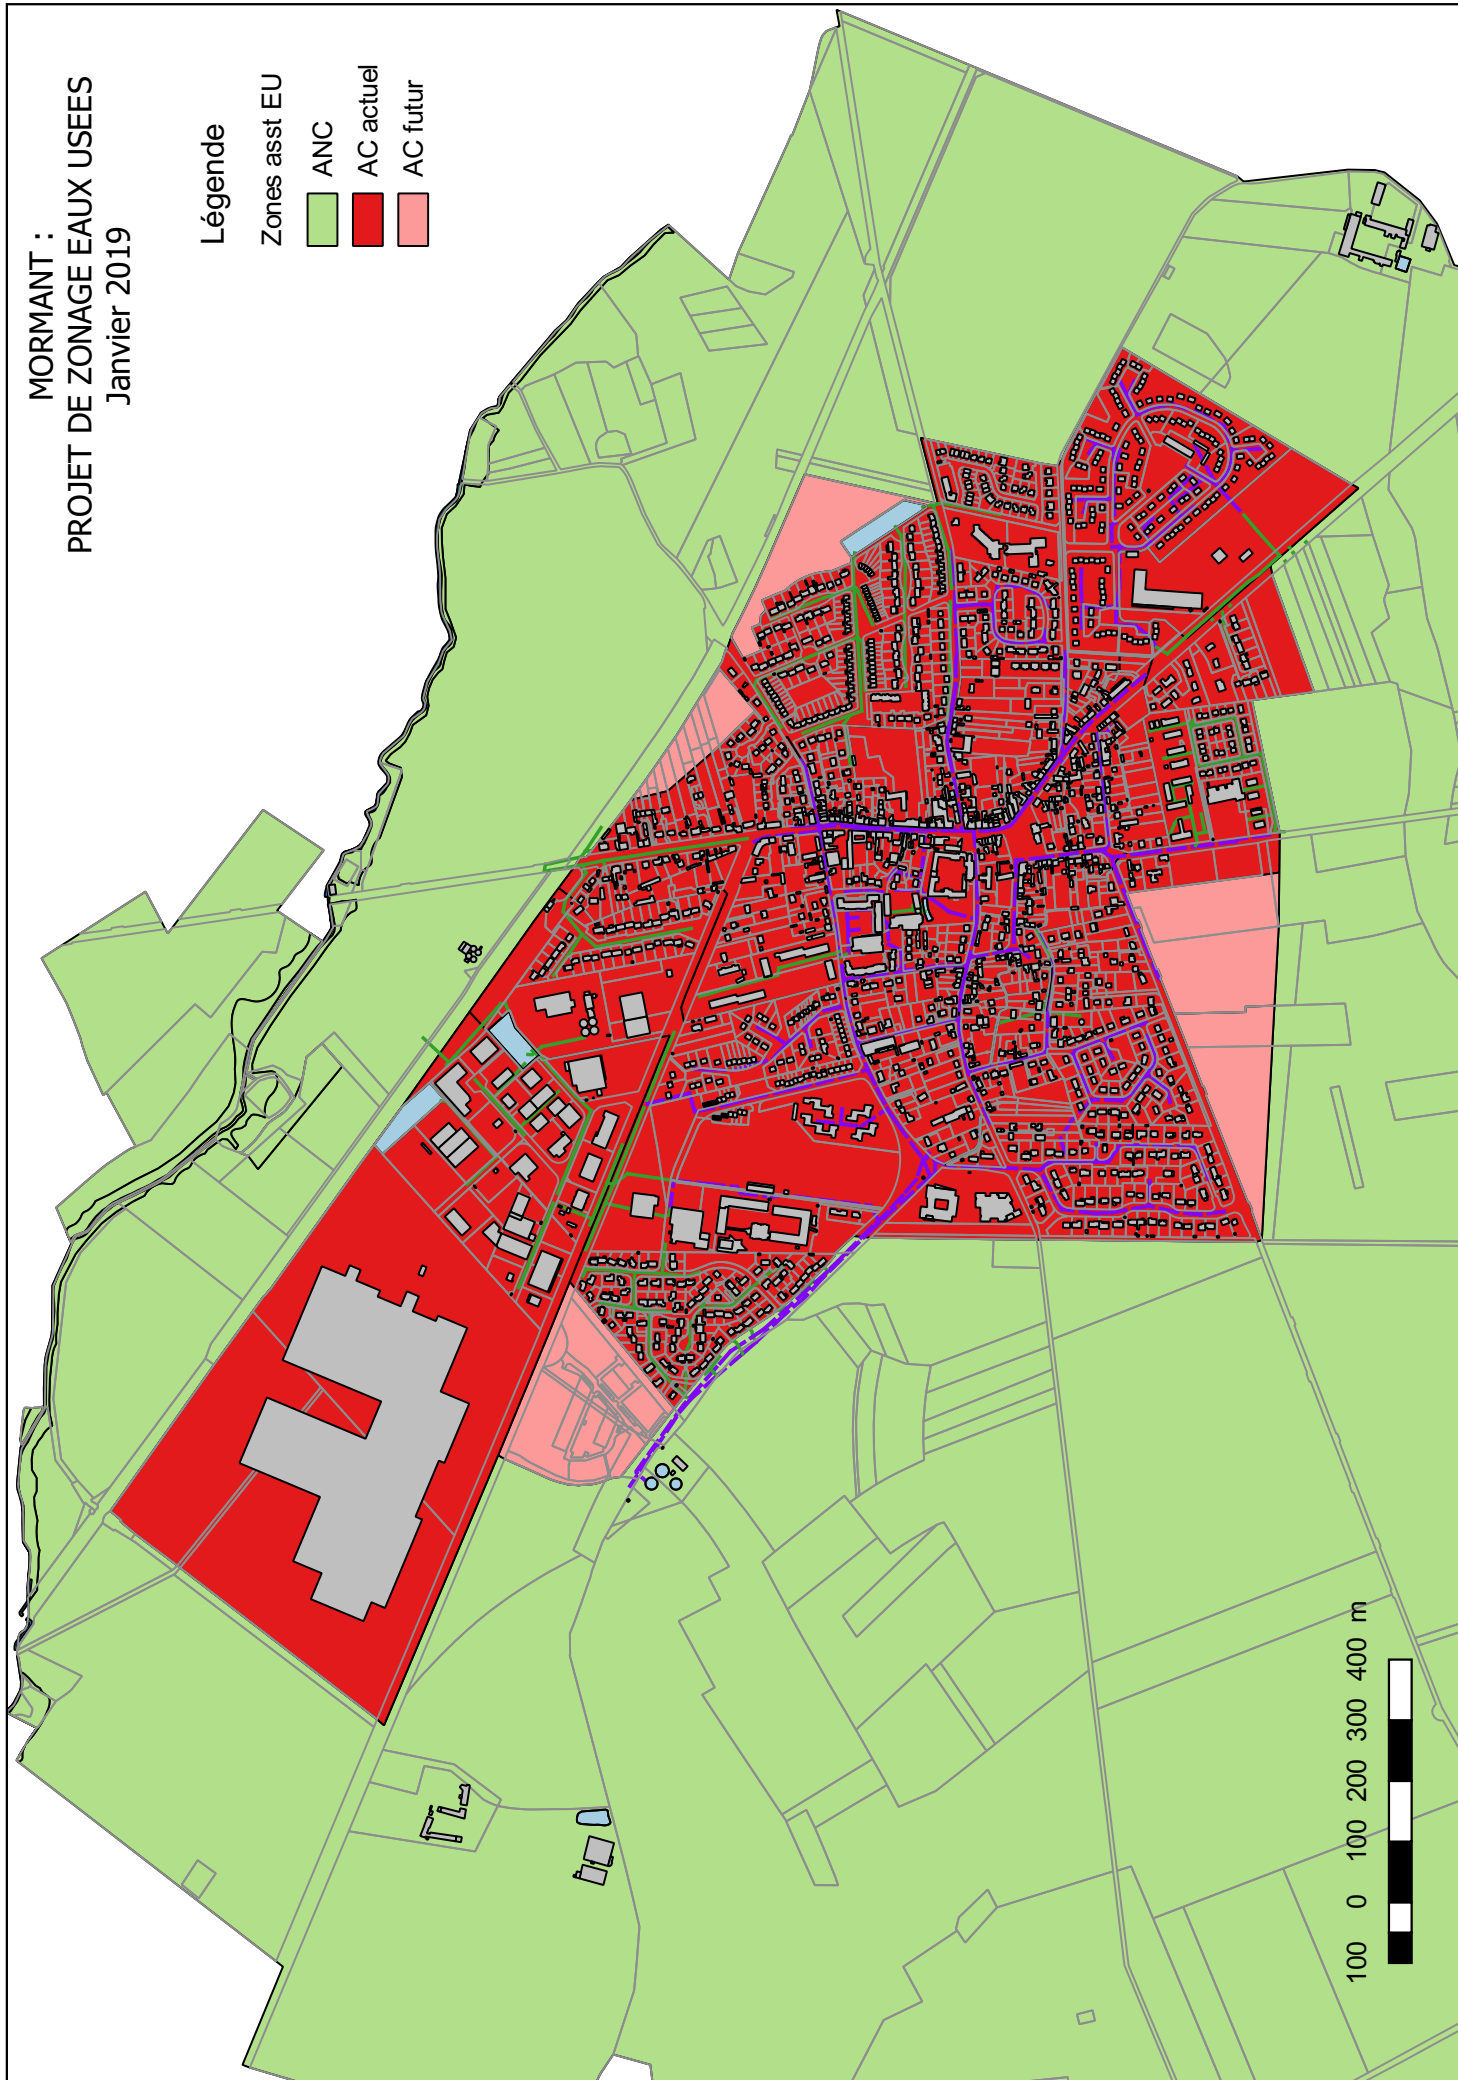 MORMANT :
PROJET DE ZONAGE EAUX USEES
Janvier 2019
Légende
Zones asst EU
ANC
AC actuel
AC futur
100 0 100 200 300 400 m